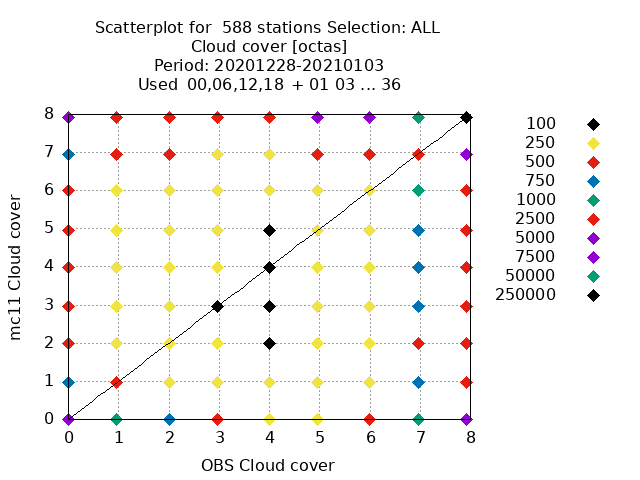 Scatterplot for  588 stations Selection: ALL
Cloud cover [octas]
Period: 20201228-20210103
Used  00,06,12,18  + 01 03 ... 36
8
7
6
5
4
3
2
1
0
0 1 2 3 4 5 6 7 8
mc11 Cloud cover
OBS Cloud cover
100
250
500
750
1000
2500
5000
7500
50000
250000